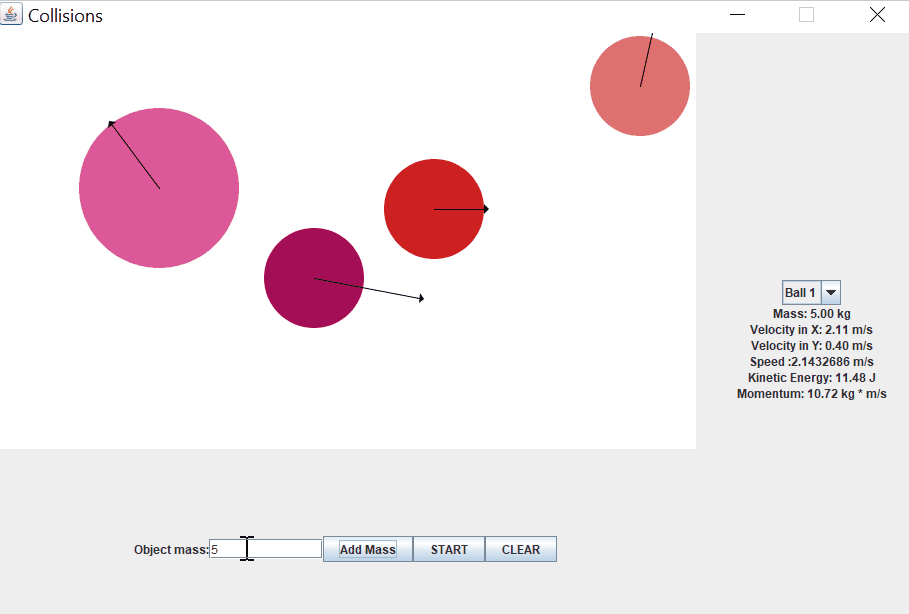 Collisions
Ball 1
Mass: 5.00 kg
Velocity in X: 2.11 m/s
Velocity in Y: 0.40 m/s
Speed :2.1432686 m/s
Kinetic Energy: 11.48 J
Momentum: 10.72 kg * m/s
Object mass: 5 Add Mass START CLEAR